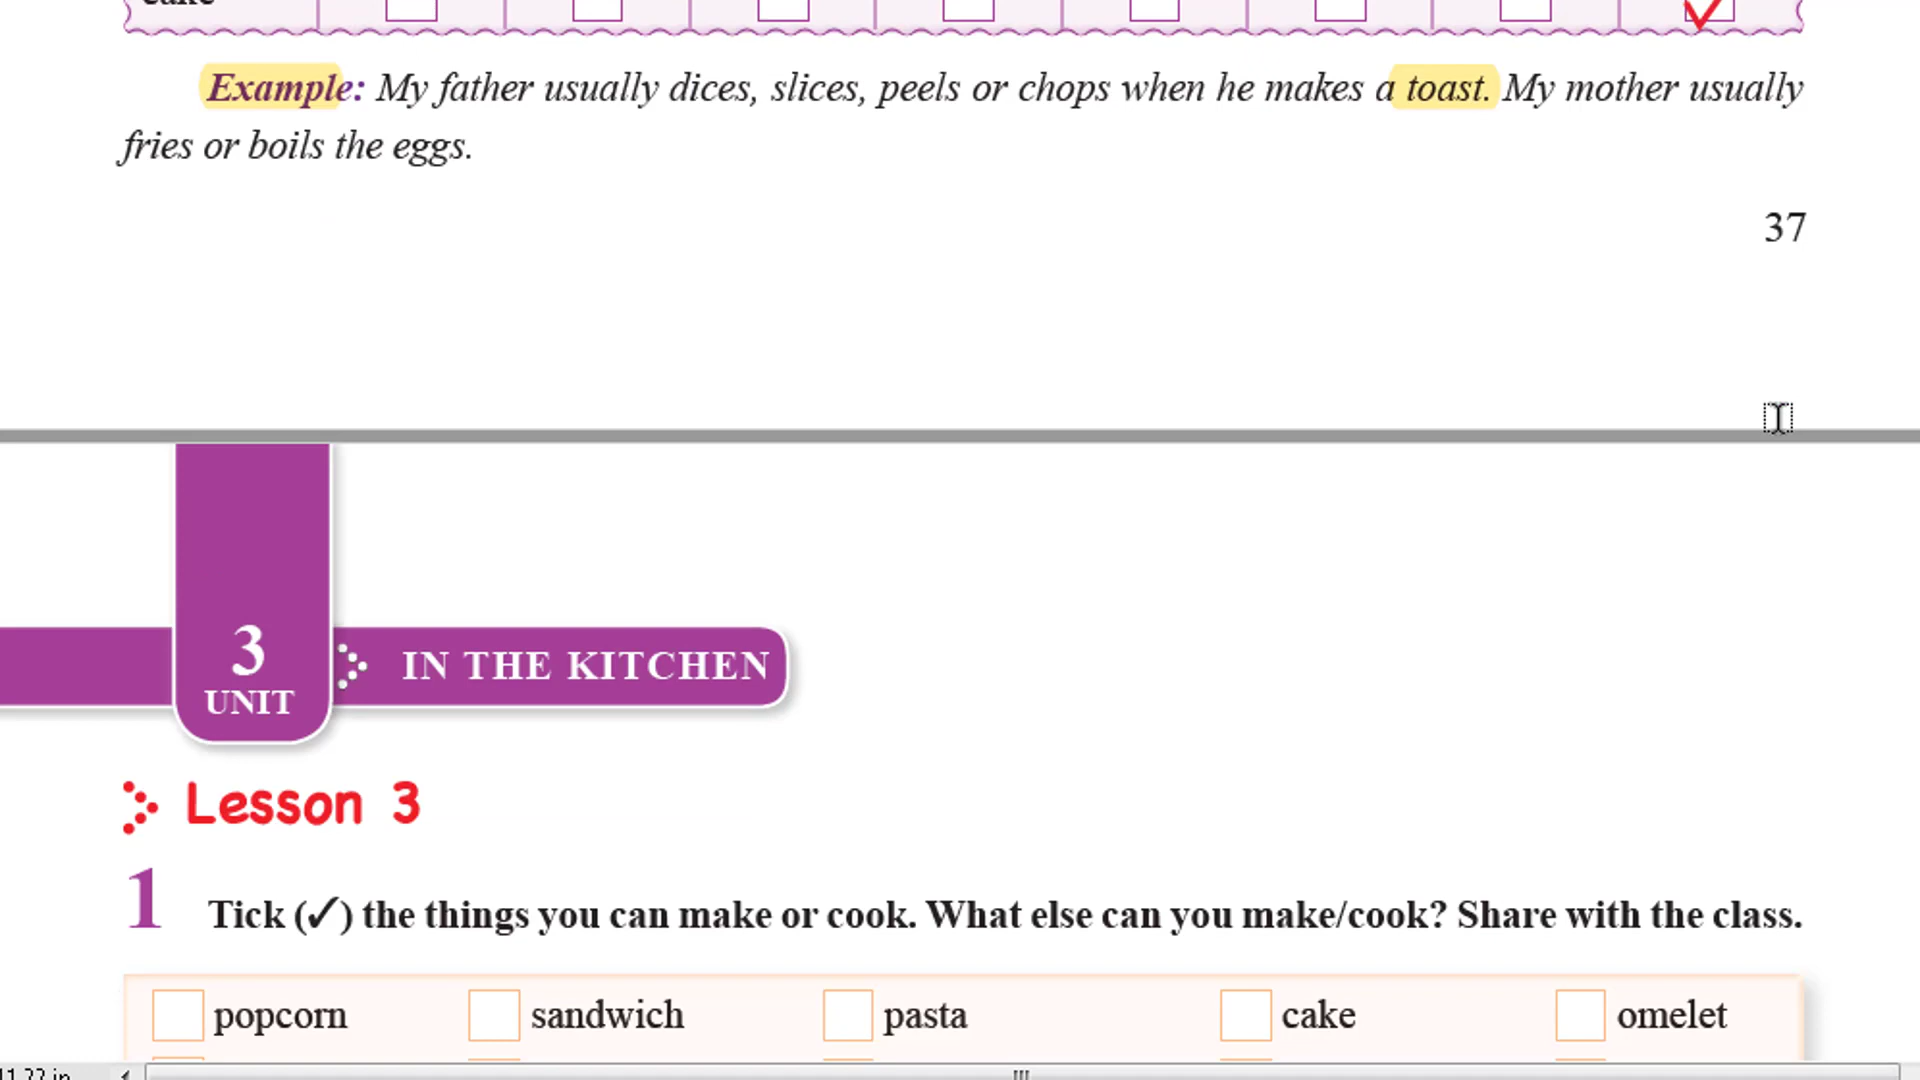 cake
Example: My father usually dices, slices, peels or chops when he makes a toast. My mother usually
fries or boils the eggs.
37
3
UNIT
IN THE KITCHEN
Lesson 3
1 Tick (✓) the things you can make or cook. What else can you make/cook? Share with the class.
popcorn sandwich pasta cake omelet